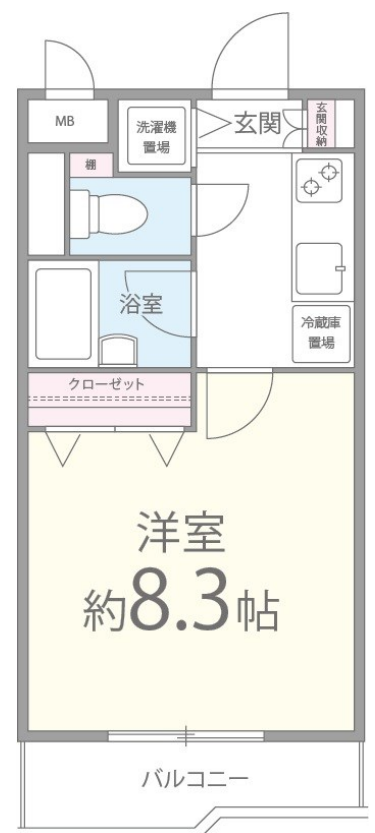 MB
洗濯機
置場
玄関
玄関収納
棚
浴室
冷蔵庫
置場
クローゼット
洋室
約8.3帖
バルコニー